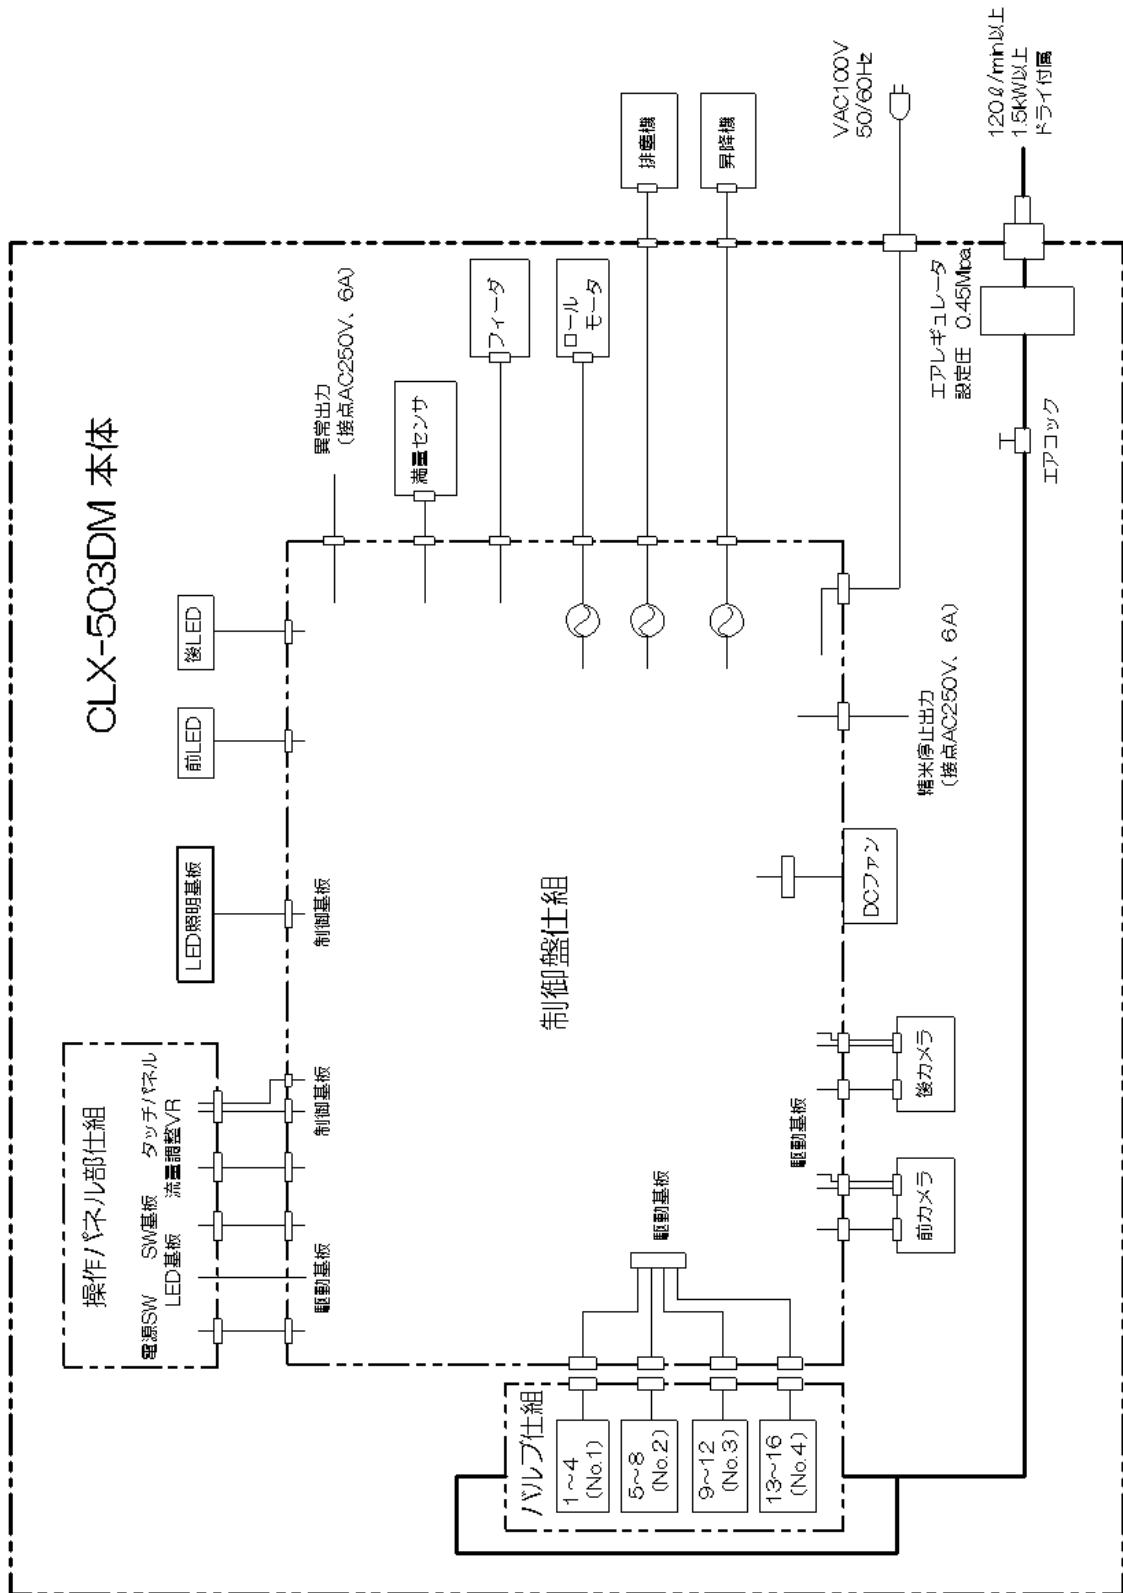 CLX-503DM 本体
操作パネル部仕組
電源SW
SW基板
タッチパネル
LED基板
流量調整VR
LED照明基板
前LED
後LED
異常出力
(接点AC250V、6A)
満量センサ
フィーダ
ロール
モータ
排塵機
昇降機
VAC100V
50/60Hz
120ℓ/min以上
1.5kW以上
ドライ付属
駆動基板
制御基板
制御基板
制御盤仕組
エアレギュレータ
設定圧 0.45Mpa
エアコック
バルブ仕組
1~4
(No.1)
5~8
(No.2)
9~12
(No.3)
13~16
(No.4)
駆動基板
駆動基板
前カメラ
後カメラ
DCファン
精米停止出力
(接点AC250V、6A)